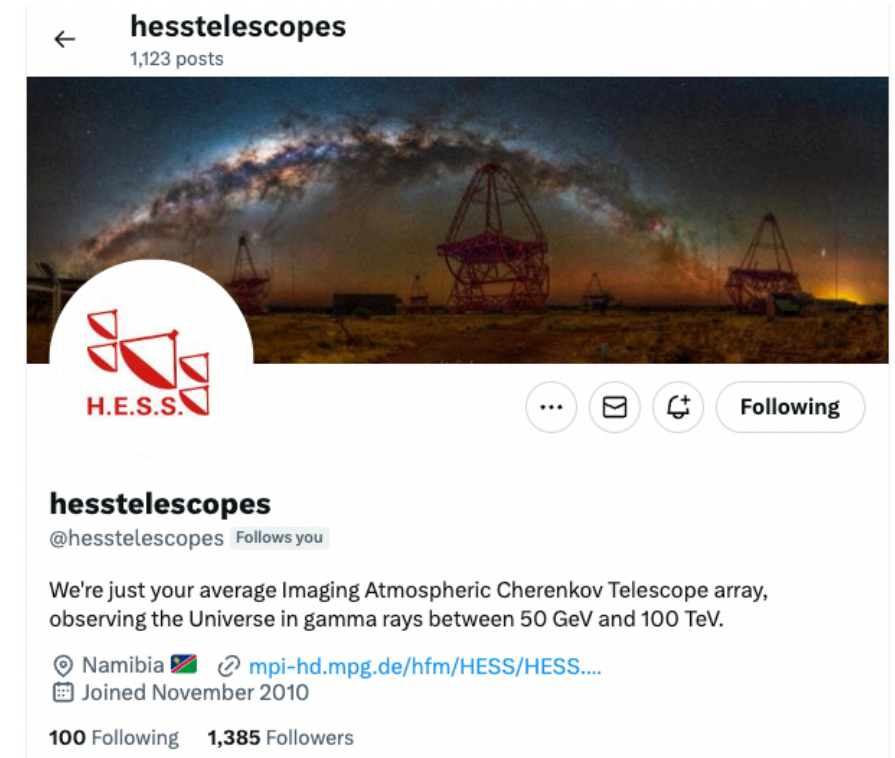 hesstelescopes
1,123 posts
H.E.S.S.
Following
hesstelescopes
@hesstelescopes Follows you
We're just your average Imaging Atmospheric Cherenkov Telescope array,
observing the Universe in gamma rays between 50 GeV and 100 TeV.
Namibia 🇳🇦 mpi-hd.mpg.de/hfm/HESS/HESS....
Joined November 2010
100 Following 1,385 Followers